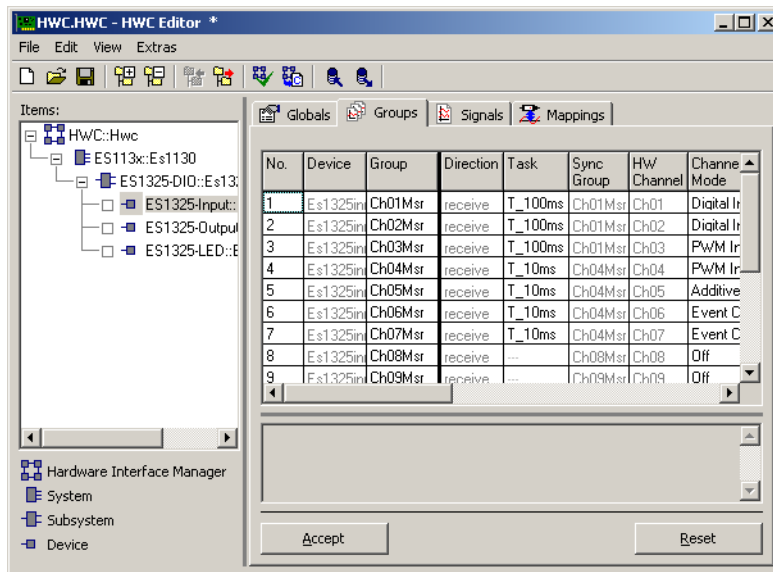 HWC.HWC - HWC Editor *
File Edit View Extras
Items:
HWC::Hwc
ES113x::Es1130
ES1325-DIO::Es13
ES1325-Input::
ES1325-Outpu
ES1325-LED::E
Hardware Interface Manager
System
Subsystem
Device
Globals Groups Signals Mappings
No. Device Group Direction Task Sync Group HW Channel Channe Mode
1 Es1325in Ch01Msr receive T_100ms Ch01Msr Ch01 Digital In
2 Es1325in Ch02Msr receive T_100ms Ch01Msr Ch02 Digital In
3 Es1325in Ch03Msr receive T_100ms Ch01Msr Ch03 PWM In
4 Es1325in Ch04Msr receive T_10ms Ch04Msr Ch04 PWM In
5 Es1325in Ch05Msr receive T_10ms Ch04Msr Ch05 Additive
6 Es1325in Ch06Msr receive T_10ms Ch04Msr Ch06 Event C
7 Es1325in Ch07Msr receive T_10ms Ch04Msr Ch07 Event C
8 Es1325in Ch08Msr receive --- Ch08Msr Ch08 Off
9 Es1325in Ch09Msr receive --- Ch09Msr Ch09 Off
Accept Reset